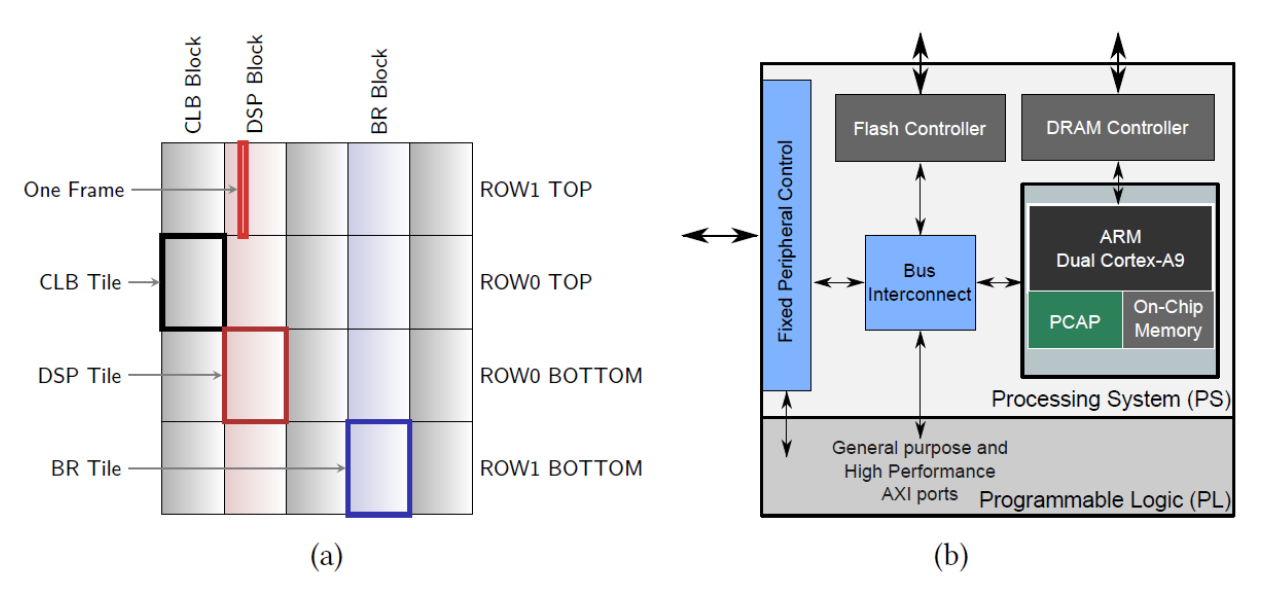 CLB Block
DSP Block
BR Block
One Frame
ROW1 TOP
CLB Tile
ROW0 TOP
DSP Tile
ROW0 BOTTOM
BR Tile
ROW1 BOTTOM
(a)
Fixed Peripheral Control
Flash Controller
DRAM Controller
ARM
Dual Cortex-A9
Bus
Interconnect
PCAP
On-Chip
Memory
Processing System (PS)
General purpose and
High Performance
AXI ports
Programmable Logic (PL)
(b)